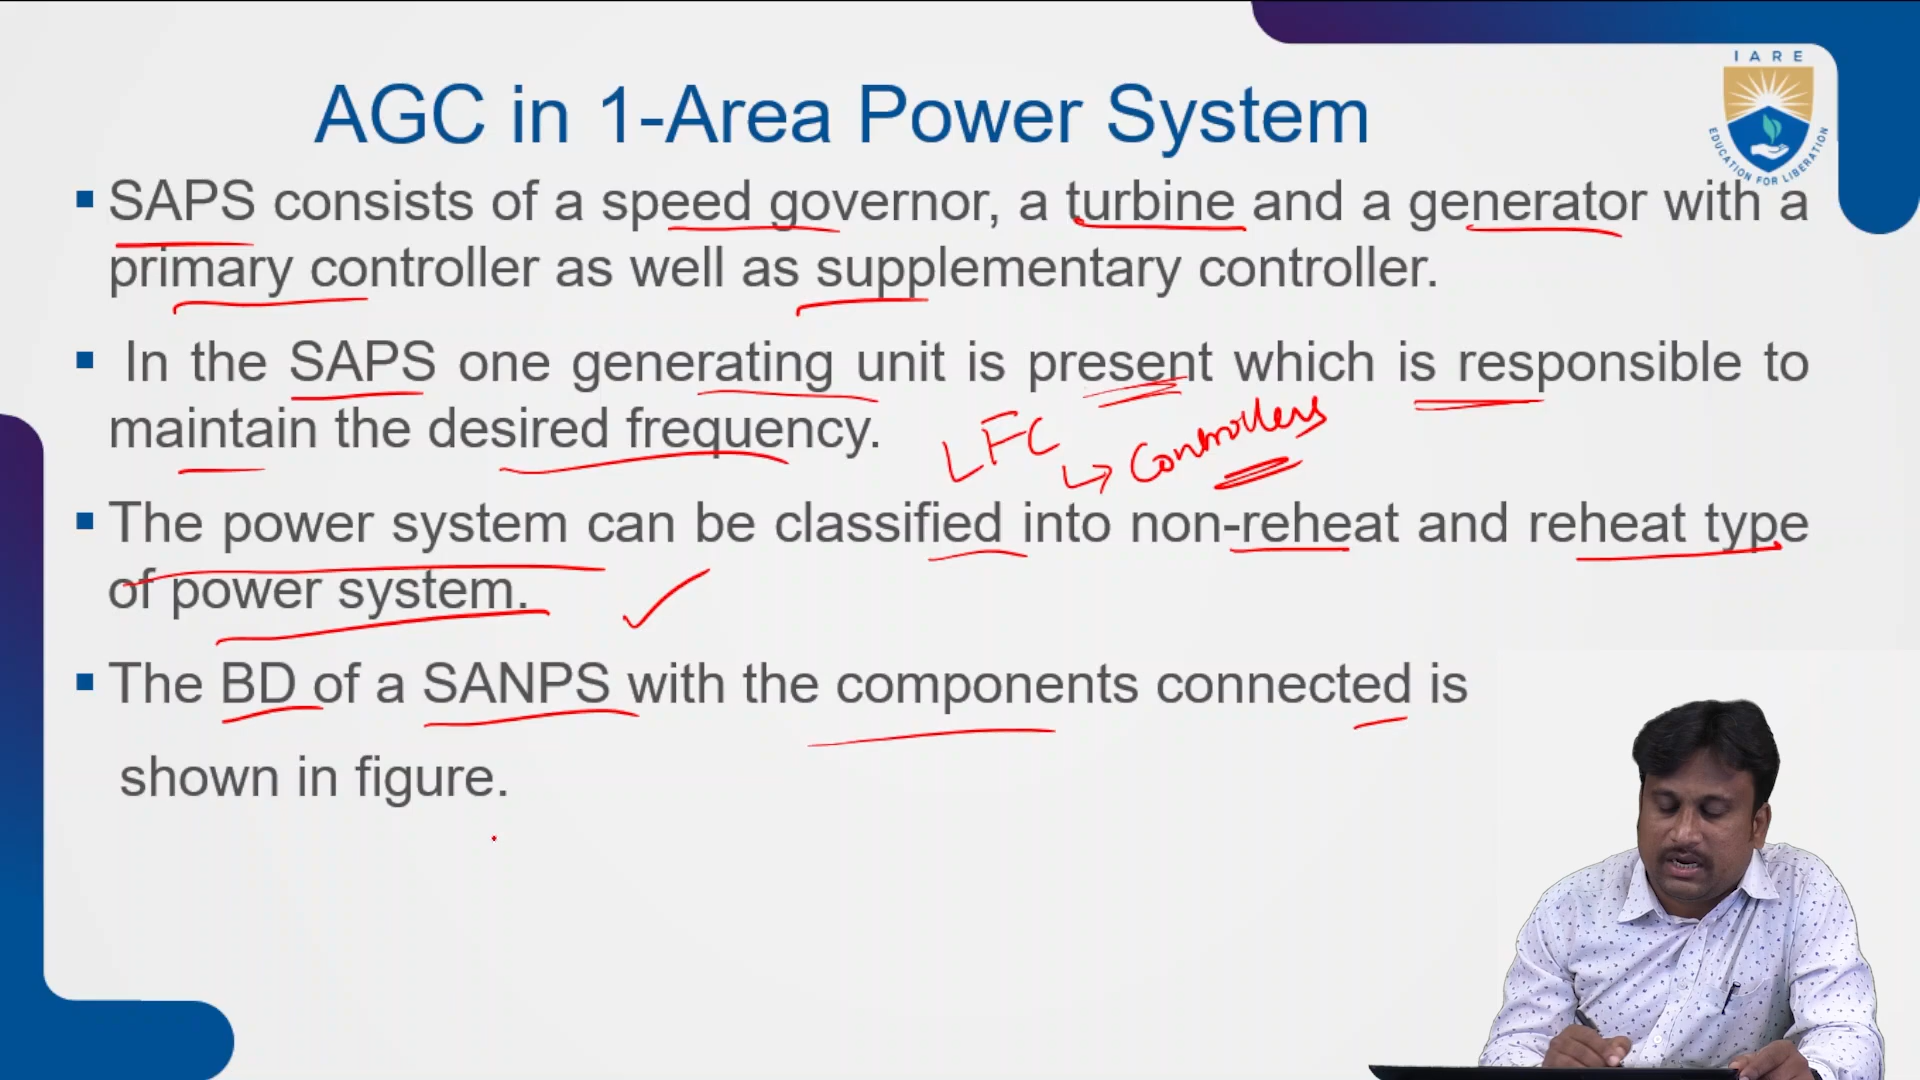 IARE
EDUCATION FOR LIBERATION
AGC in 1-Area Power System
▪ SAPS consists of a speed governor, a turbine and a generator with a
primary controller as well as supplementary controller.
▪ In the SAPS one generating unit is present which is responsible to
maintain the desired frequency.
LFC
↳ Controllers
▪ The power system can be classified into non-reheat and reheat type
of power system.
▪ The BD of a SANPS with the components connected is
shown in figure.